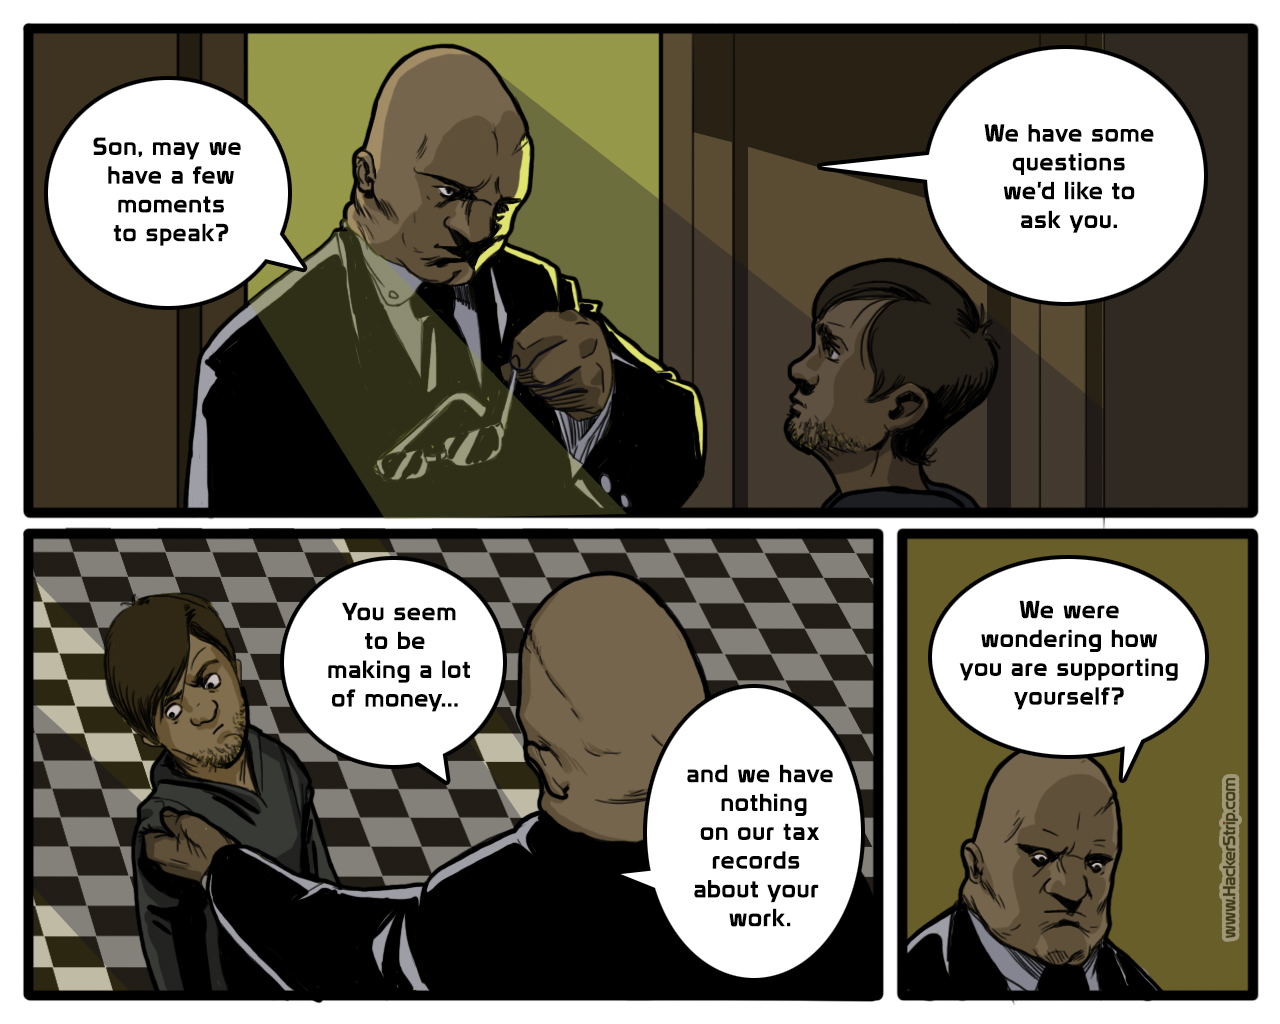 Son, may we
have a few
moments
to speak?
We have some
questions
we'd like to
ask you.
You seem
to be
making a lot
of money...
and we have
nothing
on our tax
records
about your
work.
We were
wondering how
you are supporting
yourself?
www.HackerStrip.com